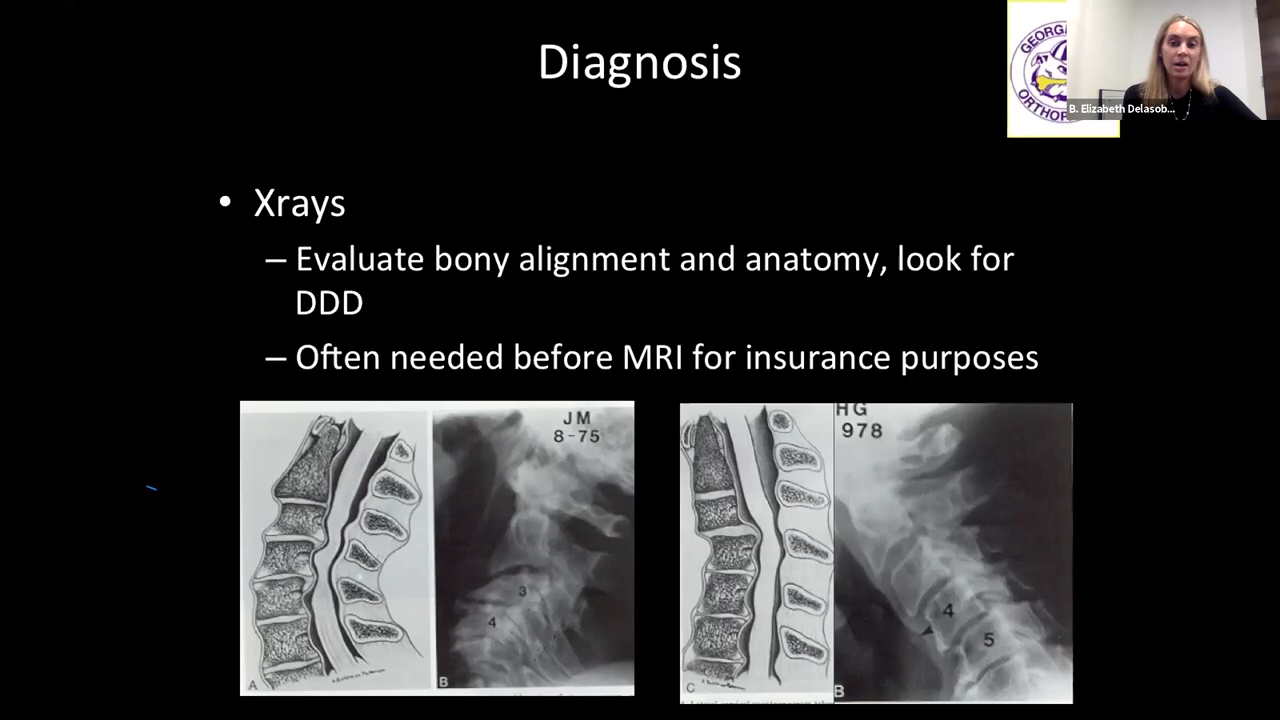 Diagnosis
B. Elizabeth Delasob...
• Xrays
– Evaluate bony alignment and anatomy, look for
DDD
– Often needed before MRI for insurance purposes
JM
8-75
3
4
A
B
HG
978
4
5
C
B